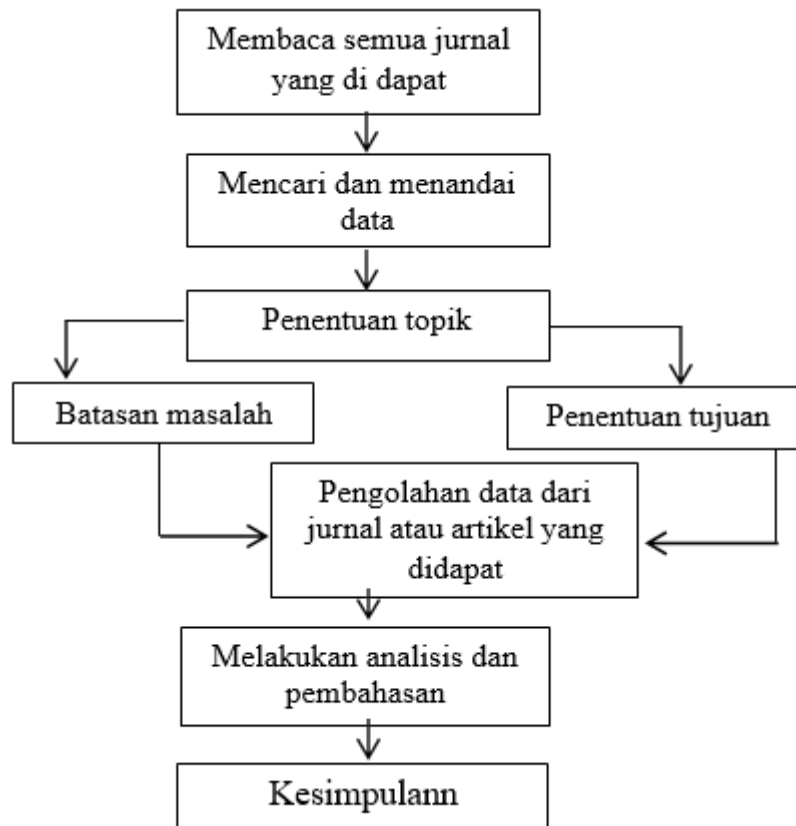 Membaca semua jurnal
yang di dapat
Mencari dan menandai
data
Penentuan topik
Batasan masalah
Penentuan tujuan
Pengolahan data dari
jurnal atau artikel yang
didapat
Melakukan analisis dan
pembahasan
Kesimpulann